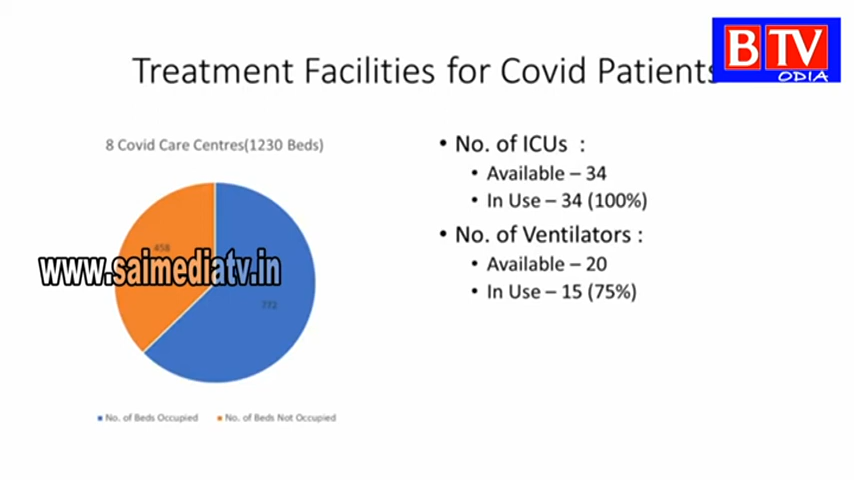 BTV
ODIA
Treatment Facilities for Covid Patients
8 Covid Care Centres(1230 Beds)
458
772
www.saimediatv.in
No. of Beds Occupied
No. of Beds Not Occupied
• No. of ICUs :
• Available – 34
• In Use – 34 (100%)
• No. of Ventilators :
• Available – 20
• In Use – 15 (75%)